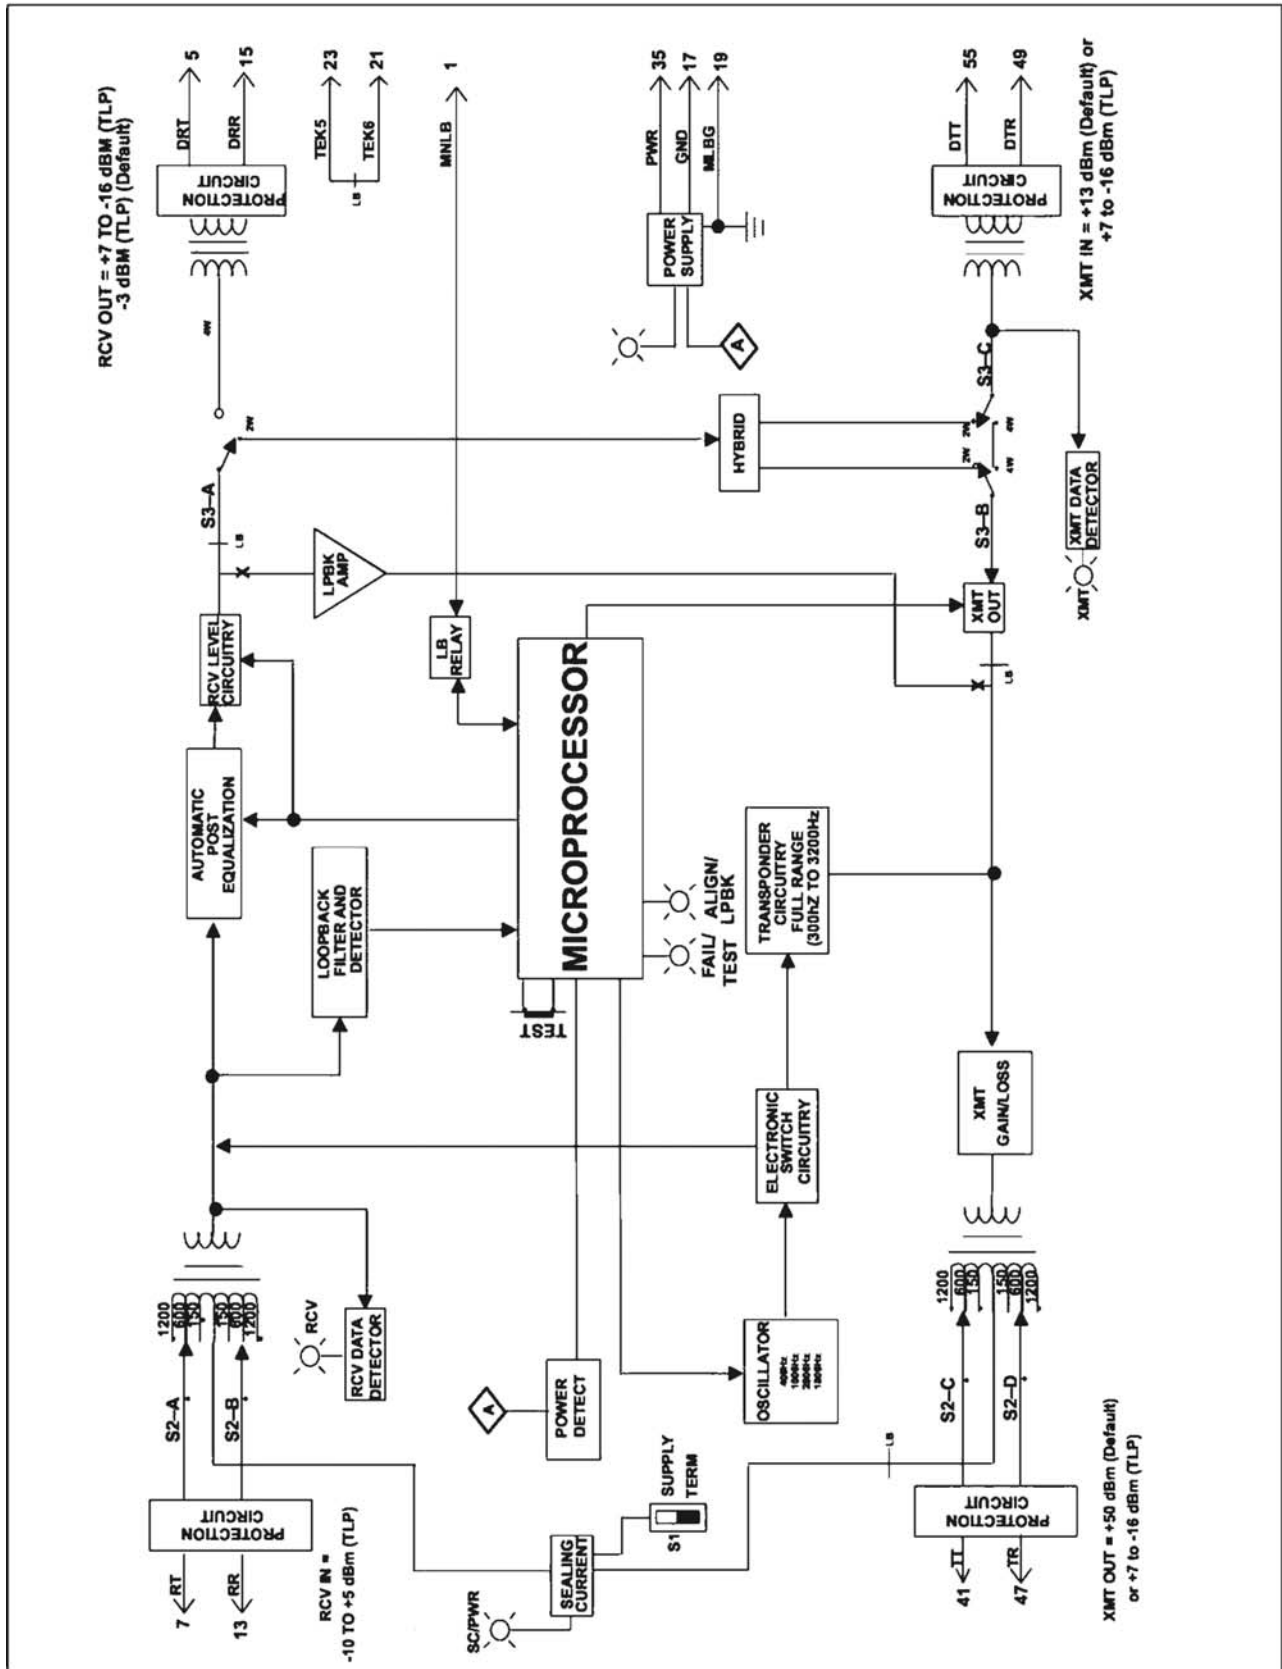 RCV OUT = +7 TO -16 dBM (TLP)
-3 dBM (TLP) (Default)
5
15
DRT
DRR
PROTECTION
CIRCUIT
4W
2W
S3-A
LB
23
21
TEK5
TEK6
LB
1
MNLB
35
17
19
PWR
GND
MLBG
POWER
SUPPLY
A
55
49
DTT
DTR
PROTECTION
CIRCUIT
XMT IN = +13 dBm (Default) or
+7 to -16 dBm (TLP)
S3-C
2W
4W
2W
4W
S3-B
HYBRID
XMT DATA
DETECTOR
XMT
XMT
OUT
LB
LPBK
AMP
RCV LEVEL
CIRCUITRY
LB
RELAY
AUTOMATIC
POST
EQUALIZATION
LOOPBACK
FILTER AND
DETECTOR
MICROPROCESSOR
TEST
FAIL/
TEST
ALIGN/
LPBK
TRANSPONDER
CIRCUITRY
FULL RANGE
(300hZ TO 3200Hz
ELECTRONIC
SWITCH
CIRCUITRY
XMT
GAIN/LOSS
1200
600
150
150
600
1200
RCV
RCV DATA
DETECTOR
A
POWER
DETECT
OSCILLATOR
1200
600
150
150
600
1200
S2-A
S2-B
PROTECTION
CIRCUIT
RT
RR
7
13
RCV IN =
-10 TO +5 dBm (TLP)
SC/PWR
SEALING
CURRENT
S1
SUPPLY
TERM
LB
S2-C
S2-D
PROTECTION
CIRCUIT
TT
TR
41
47
XMT OUT = +50 dBm (Default)
or +7 to -16 dBm (TLP)